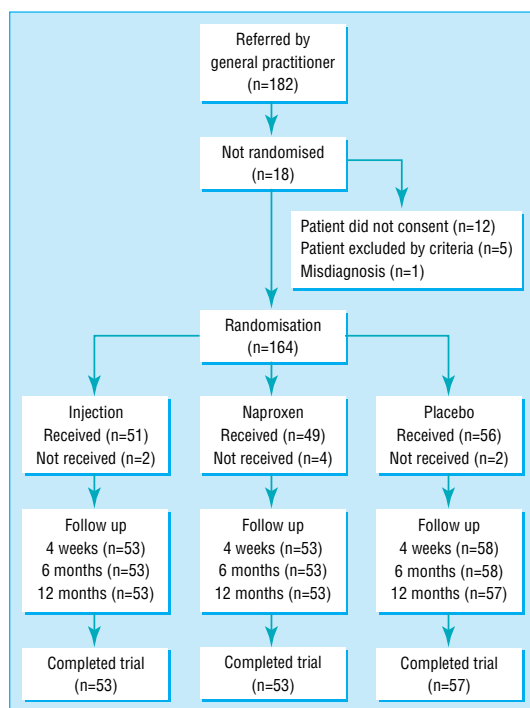 Referred by
general practitioner
(n=182)
Not randomised
(n=18)
Patient did not consent (n=12)
Patient excluded by criteria (n=5)
Misdiagnosis (n=1)
Randomisation
(n=164)
Injection
Received (n=51)
Not received (n=2)
Naproxen
Received (n=49)
Not received (n=4)
Placebo
Received (n=56)
Not received (n=2)
Follow up
4 weeks (n=53)
6 months (n=53)
12 months (n=53)
Follow up
4 weeks (n=53)
6 months (n=53)
12 months (n=53)
Follow up
4 weeks (n=58)
6 months (n=58)
12 months (n=57)
Completed trial
(n=53)
Completed trial
(n=53)
Completed trial
(n=57)